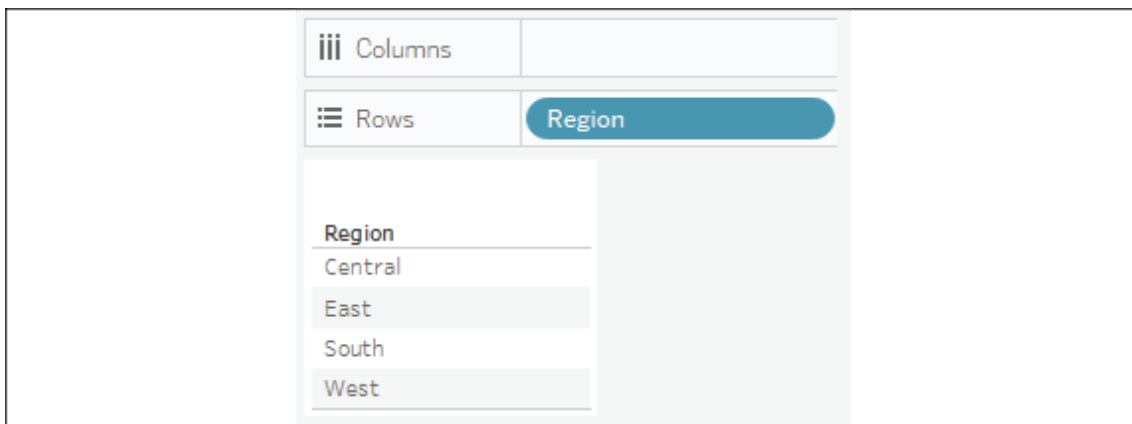 Columns
Rows Region
Region
Central
East
South
West